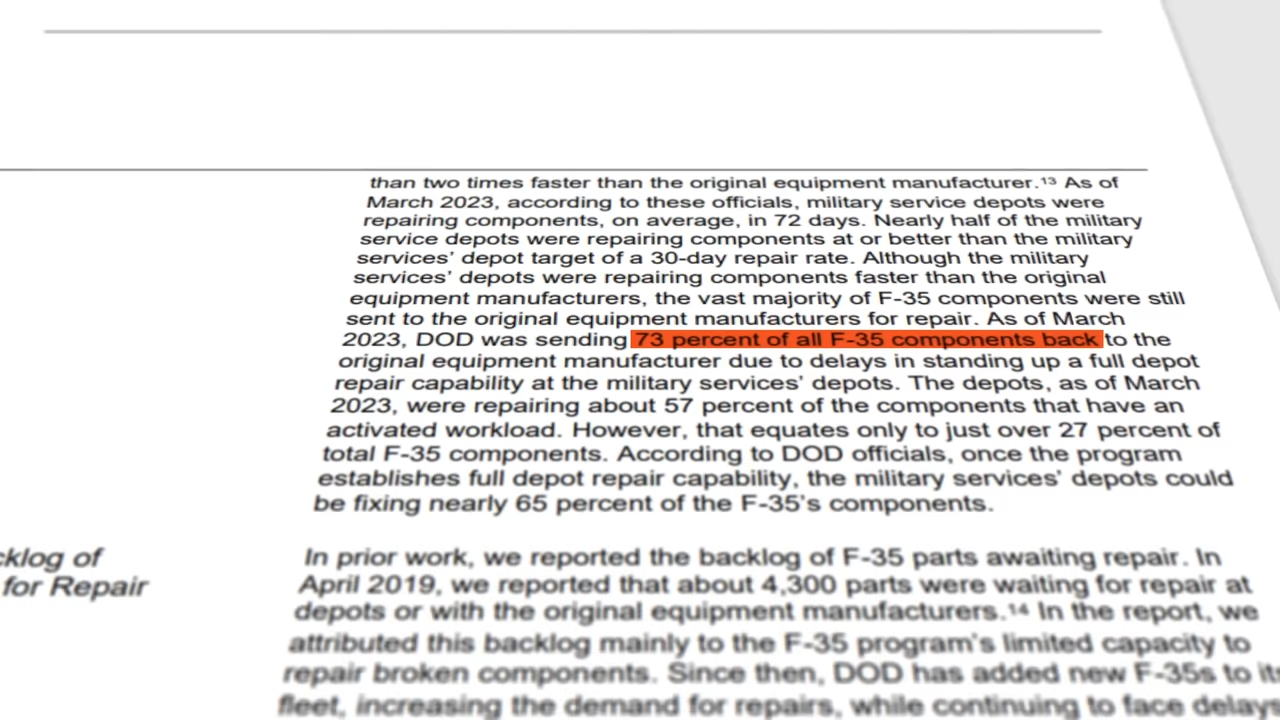 than two times faster than the original equipment manufacturer.¹³ As of
March 2023, according to these officials, military service depots were
repairing components, on average, in 72 days. Nearly half of the military
service depots were repairing components at or better than the military
services’ depot target of a 30-day repair rate. Although the military
services’ depots were repairing components faster than the original
equipment manufacturers, the vast majority of F-35 components were still
sent to the original equipment manufacturers for repair. As of March
2023, DOD was sending 73 percent of all F-35 components back to the
original equipment manufacturer due to delays in standing up a full depot
repair capability at the military services’ depots. The depots, as of March
2023, were repairing about 57 percent of the components that have an
activated workload. However, that equates only to just over 27 percent of
total F-35 components. According to DOD officials, once the program
establishes full depot repair capability, the military services’ depots could
be fixing nearly 65 percent of the F-35’s components.
cklog of
for Repair
In prior work, we reported the backlog of F-35 parts awaiting repair. In
April 2019, we reported that about 4,300 parts were waiting for repair at
depots or with the original equipment manufacturers.¹⁴ In the report, we
attributed this backlog mainly to the F-35 program’s limited capacity to
repair broken components. Since then, DOD has added new F-35s to its
fleet, increasing the demand for repairs, while continuing to face delays